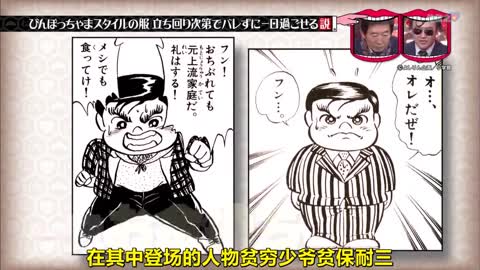 びんぼっちゃまスタイルの服 立ち回り次第でバレずに一日過ごせる 説
フン！
おちぶれても
元上流家庭だ。
礼はする！
メシでも
食ってけ！
オ…、
オレだぜ！
フン…。
在其中登场的人物贫穷少爷贫保耐三